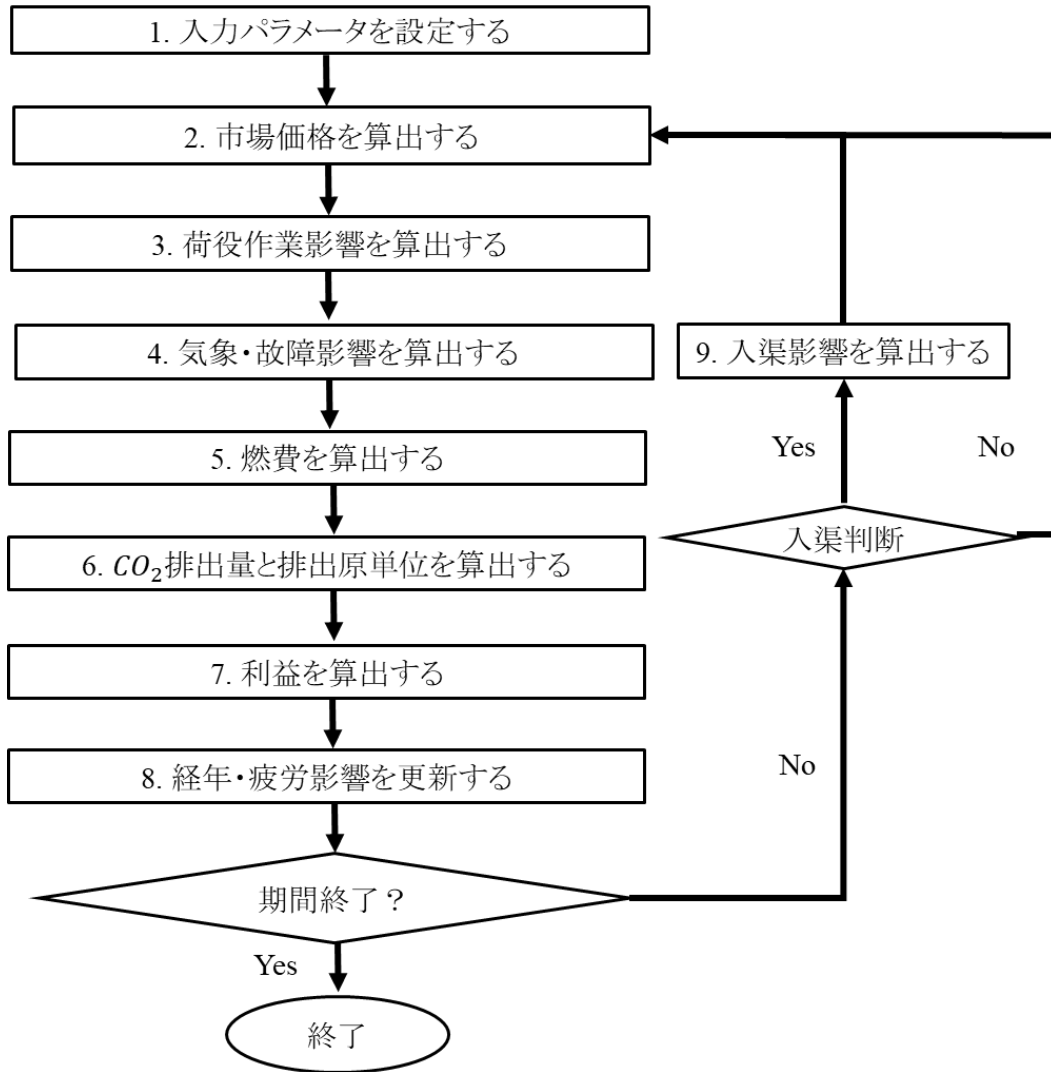 1. 入力パラメータを設定する
2. 市場価格を算出する
3. 荷役作業影響を算出する
4. 気象・故障影響を算出する
9. 入渠影響を算出する
5. 燃費を算出する
Yes
No
入渠判断
6. CO₂排出量と排出原単位を算出する
7. 利益を算出する
8. 経年・疲労影響を更新する
No
期間終了？
Yes
終了